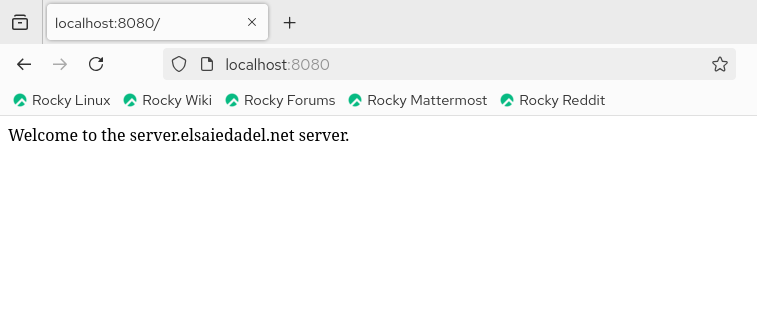 localhost:8080/
localhost:8080
Rocky Linux Rocky Wiki Rocky Forums Rocky Mattermost Rocky Reddit
Welcome to the server.elsaiedadel.net server.